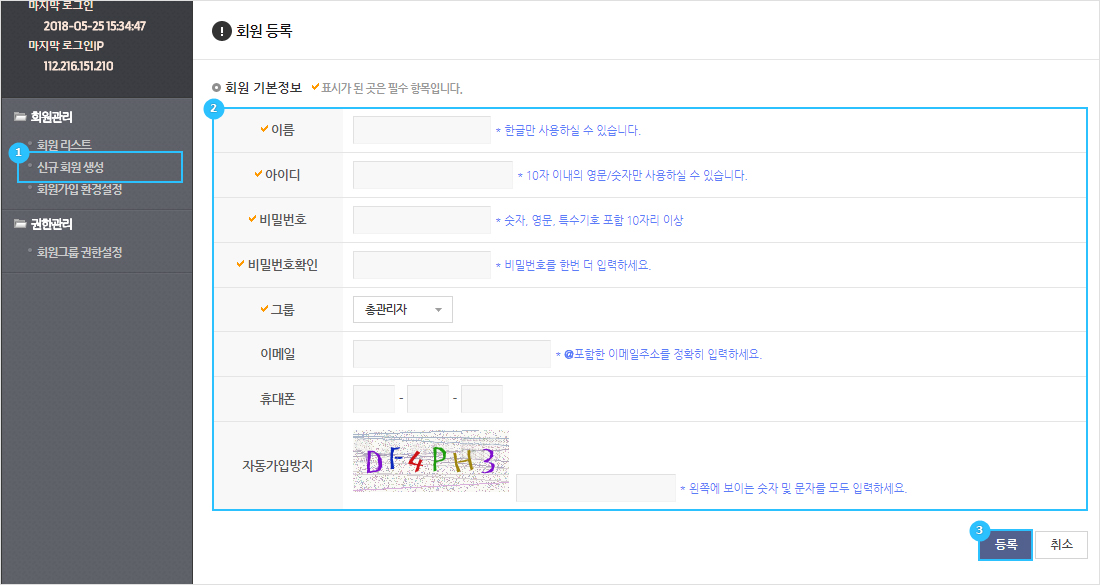 마지막 로그인
2018-05-25 15:34:47
마지막 로그인IP
112.216.151.210
회원관리
회원 리스트
1
신규 회원 생성
회원가입 환경설정
권한관리
회원그룹 권한설정
! 회원 등록
회원 기본정보 표시가 된 곳은 필수 항목입니다.
2
이름 * 한글만 사용하실 수 있습니다.
아이디 * 10자 이내의 영문/숫자만 사용하실 수 있습니다.
비밀번호 * 숫자, 영문, 특수기호 포함 10자리 이상
비밀번호확인 * 비밀번호를 한번 더 입력하세요.
그룹 총관리자
이메일 * @포함한 이메일주소를 정확히 입력하세요.
휴대폰 - -
자동가입방지 DF4PH3 * 왼쪽에 보이는 숫자 및 문자를 모두 입력하세요.
3
등록 취소